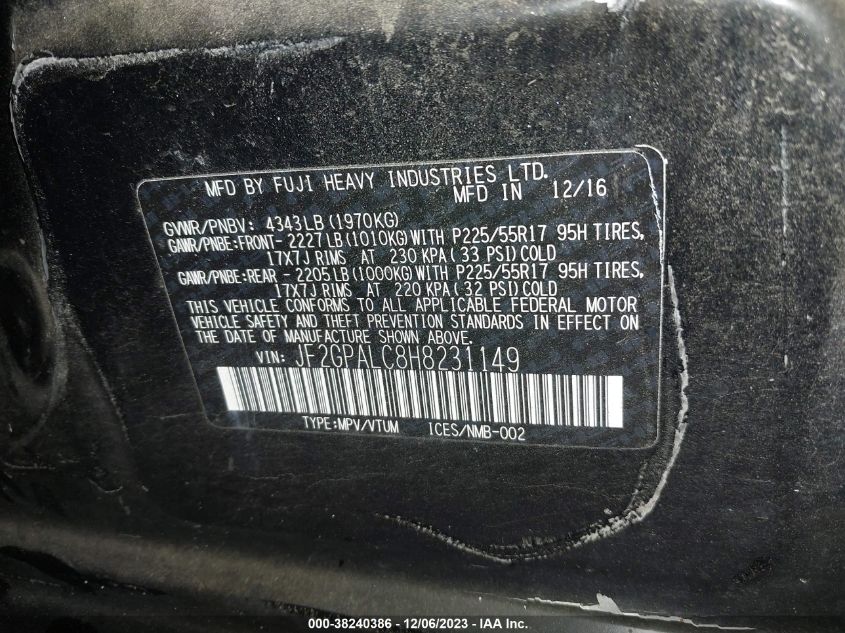 MFD BY FUJI HEAVY INDUSTRIES LTD.
MFD IN 12/16
GVWR/PNBV: 4343LB(1970KG)
GAWR/PNBE:FRONT- 2227LB(1010KG)WITH P225/55R17 95H TIRES,
17X7J RIMS AT 230 KPA(33 PSI)COLD
GAWR/PNBE:REAR - 2205LB(1000KG)WITH P225/55R17 95H TIRES,
17X7J RIMS AT 220 KPA(32 PSI)COLD
THIS VEHICLE CONFORMS TO ALL APPLICABLE FEDERAL MOTOR
VEHICLE SAFETY AND THEFT PREVENTION STANDARDS IN EFFECT ON
THE DATE OF MANUFACTURE SHOWN ABOVE.
VIN: JF2GPALC8H8231149
TYPE:MPV/VTUM ICES/NMB-002
000-38240386 - 12/06/2023 - IAA Inc.